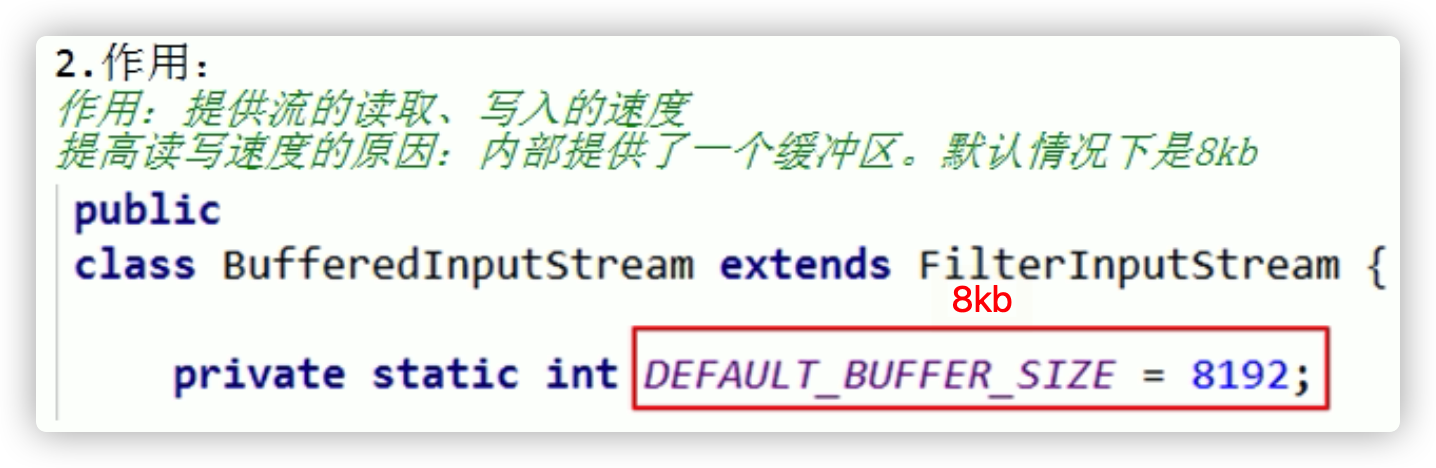 2.作用：
作用：提供流的读取、写入的速度
提高读写速度的原因：内部提供了一个缓冲区。默认情况下是8kb
public
class BufferedInputStream extends FilterInputStream {
8kb
private static int DEFAULT_BUFFER_SIZE = 8192;